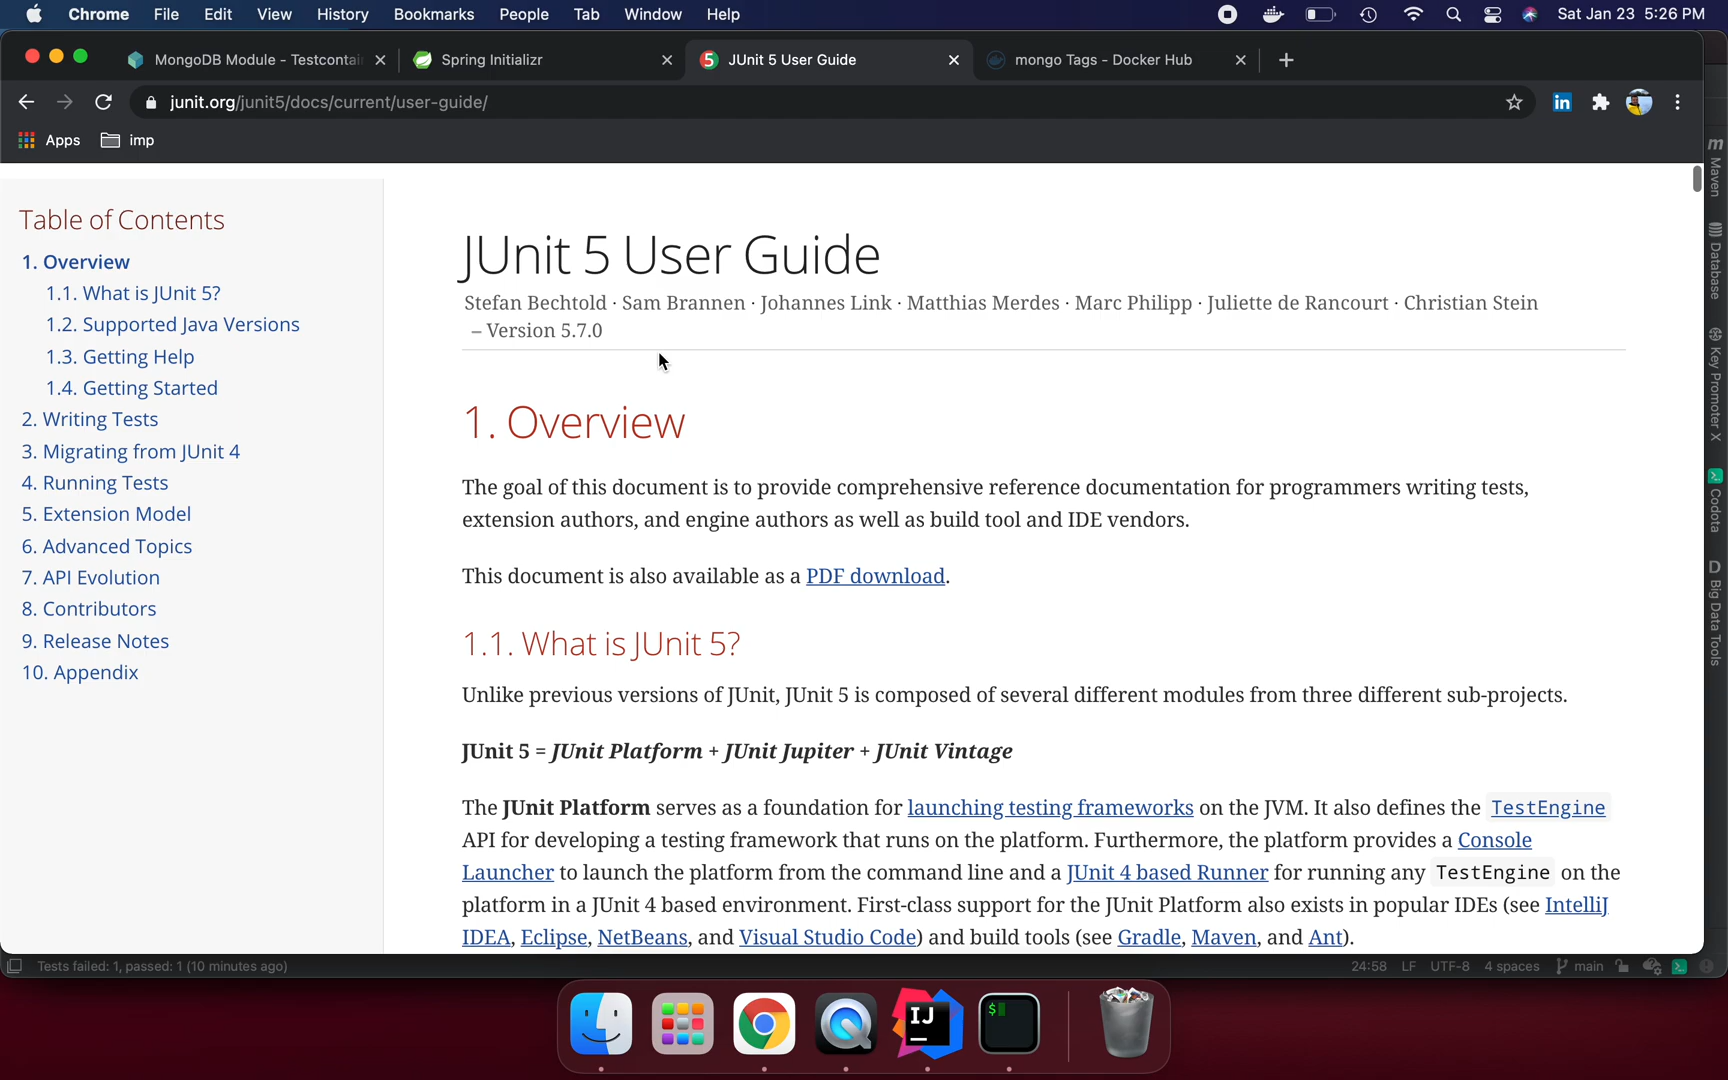 Chrome File Edit View History Bookmarks People Tab Window Help Sat Jan 23 5:26 PM
MongoDB Module - Testcontai Spring Initializr JUnit 5 User Guide mongo Tags - Docker Hub
junit.org/junit5/docs/current/user-guide/
Apps imp
Table of Contents
1. Overview
1.1. What is JUnit 5?
1.2. Supported Java Versions
1.3. Getting Help
1.4. Getting Started
2. Writing Tests
3. Migrating from JUnit 4
4. Running Tests
5. Extension Model
6. Advanced Topics
7. API Evolution
8. Contributors
9. Release Notes
10. Appendix
JUnit 5 User Guide
Stefan Bechtold · Sam Brannen · Johannes Link · Matthias Merdes · Marc Philipp · Juliette de Rancourt · Christian Stein
– Version 5.7.0
1. Overview
The goal of this document is to provide comprehensive reference documentation for programmers writing tests,
extension authors, and engine authors as well as build tool and IDE vendors.
This document is also available as a PDF download.
1.1. What is JUnit 5?
Unlike previous versions of JUnit, JUnit 5 is composed of several different modules from three different sub-projects.
JUnit 5 = JUnit Platform + JUnit Jupiter + JUnit Vintage
The JUnit Platform serves as a foundation for launching testing frameworks on the JVM. It also defines the TestEngine
API for developing a testing framework that runs on the platform. Furthermore, the platform provides a Console
Launcher to launch the platform from the command line and a JUnit 4 based Runner for running any TestEngine on the
platform in a JUnit 4 based environment. First-class support for the JUnit Platform also exists in popular IDEs (see IntelliJ
IDEA, Eclipse, NetBeans, and Visual Studio Code) and build tools (see Gradle, Maven, and Ant).
m Maven
Database
Key Promoter X
Codota
D Big Data Tools
Tests failed: 1, passed: 1 (10 minutes ago) 24:58 LF UTF-8 4 spaces main
IJ
$